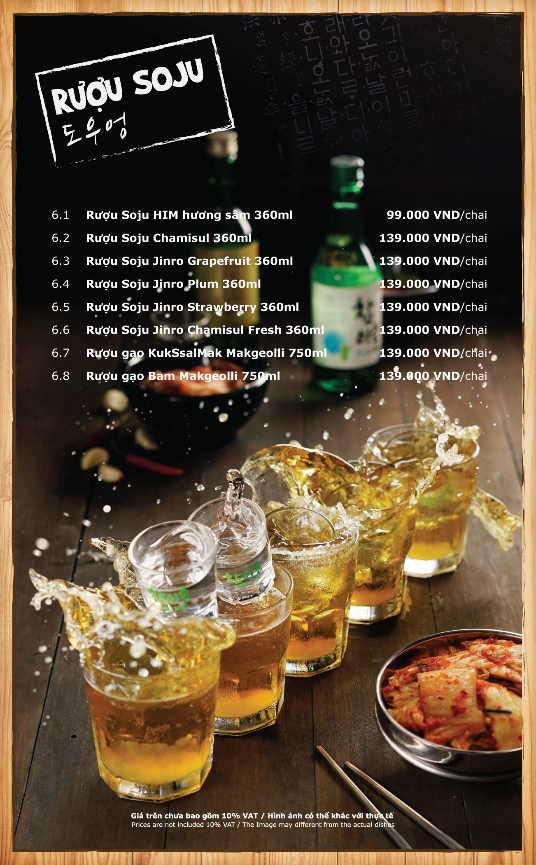 RƯỢU SOJU
도우엉
6.1 Rượu Soju HIM hương sâm 360ml 99.000 VND/chai
6.2 Rượu Soju Chamisul 360ml 139.000 VND/chai
6.3 Rượu Soju Jinro Grapefruit 360ml 139.000 VND/chai
6.4 Rượu Soju Jinro Plum 360ml 139.000 VND/chai
6.5 Rượu Soju Jinro Strawberry 360ml 139.000 VND/chai
6.6 Rượu Soju Jinro Chamisul Fresh 360ml 139.000 VND/chai
6.7 Rượu gạo KukSsalMak Makgeolli 750ml 139.000 VND/chai
6.8 Rượu gạo Bam Makgeolli 750ml 139.000 VND/chai
Giá trên chưa bao gồm 10% VAT / Hình ảnh có thể khác với thực tế
Prices are not included 10% VAT / The Image may different from the actual dishes